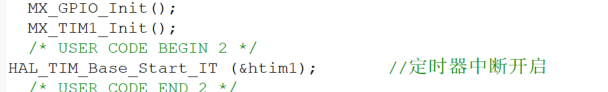 MX_GPIO_Init();
MX_TIM1_Init();
/* USER CODE BEGIN 2 */
HAL_TIM_Base_Start_IT (&htim1); //定时器中断开启
/* USER CODE END 2 */